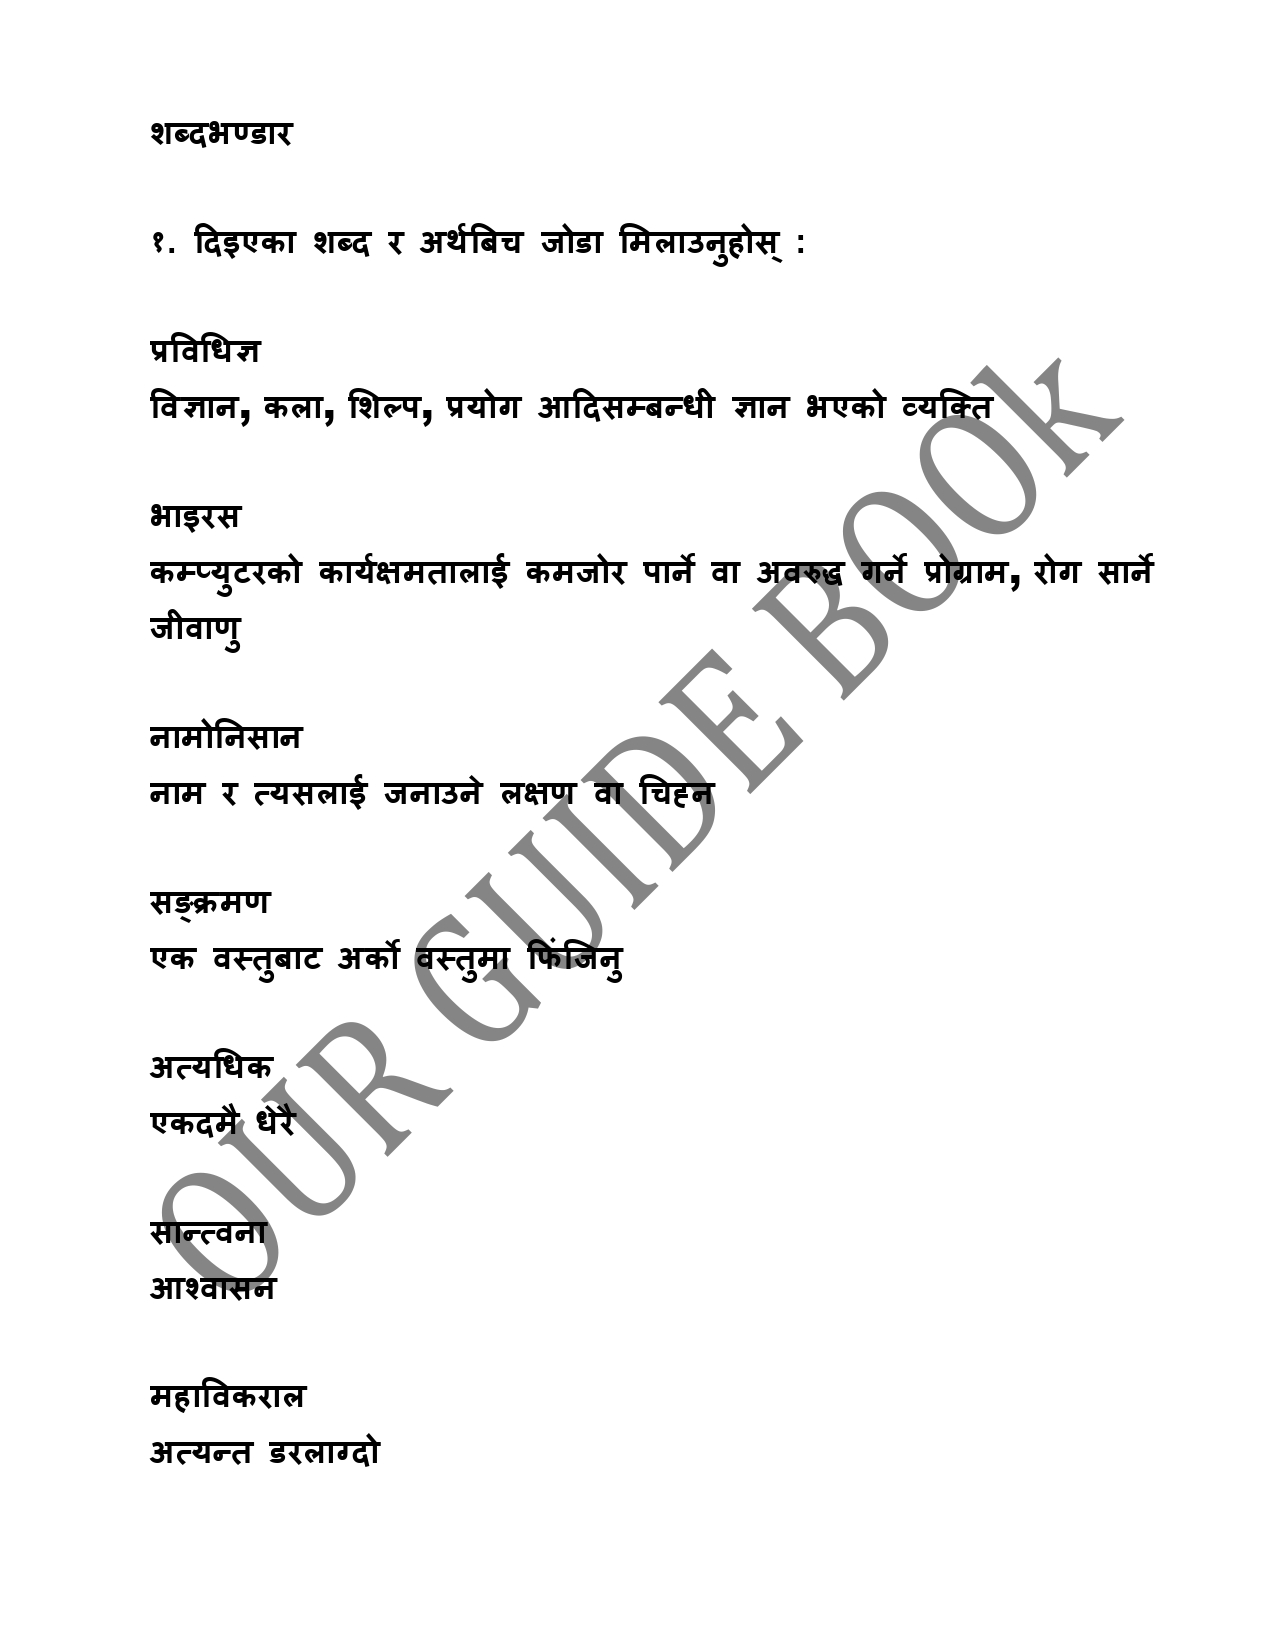 शब्दभण्डार
१. दिइएका शब्द र अर्थबिच जोडा मिलाउनुहोस् :
प्रविधिज्ञ
विज्ञान, कला, शिल्प, प्रयोग आदिसम्बन्धी ज्ञान भएको व्यक्ति
भाइरस
कम्प्युटरको कार्यक्षमतालाई कमजोर पार्ने वा अवरुद्ध गर्ने प्रोग्राम, रोग सार्ने
जीवाणु
नामोनिसान
नाम र त्यसलाई जनाउने लक्षण वा चिह्न
सङ्क्रमण
एक वस्तुबाट अर्को वस्तुमा फिंजिनु
अत्यधिक
एकदमै धेरै
सान्त्वना
आश्वासन
महाविकराल
अत्यन्त डरलाग्दो
OUR GUIDE BOOk